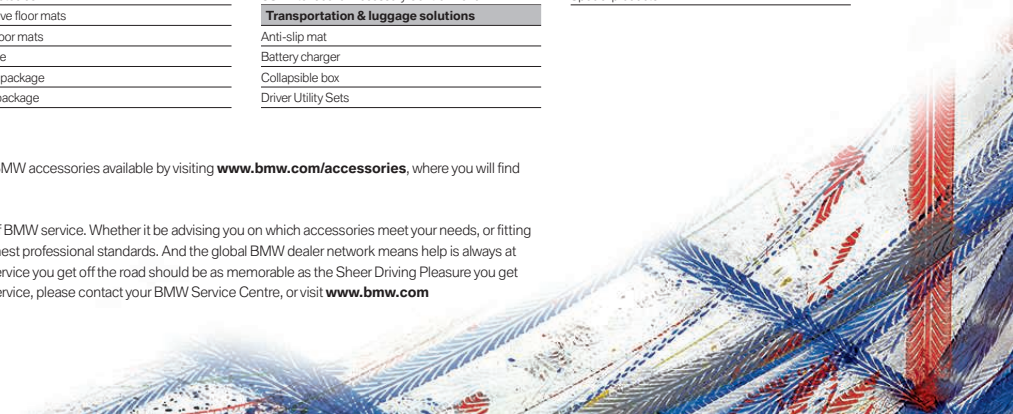 ve floor mats
oor mats
e
package
package
Transportation & luggage solutions
Anti-slip mat
Battery charger
Collapsible box
Driver Utility Sets
BMW accessories available by visiting www.bmw.com/accessories, where you will find
f BMW service. Whether it be advising you on which accessories meet your needs, or fitting
nest professional standards. And the global BMW dealer network means help is always at
ervice you get off the road should be as memorable as the Sheer Driving Pleasure you get
ervice, please contact your BMW Service Centre, or visit www.bmw.com